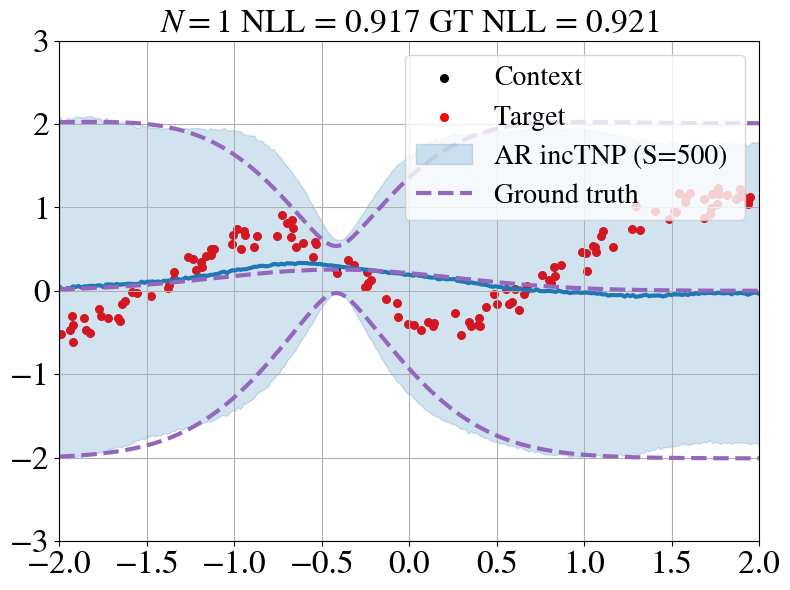 N = 1 NLL = 0.917 GT NLL = 0.921
3
2
1
0
−1
−2
−3
Context
Target
AR incTNP (S=500)
Ground truth
−2.0 −1.5 −1.0 −0.5 0.0 0.5 1.0 1.5 2.0